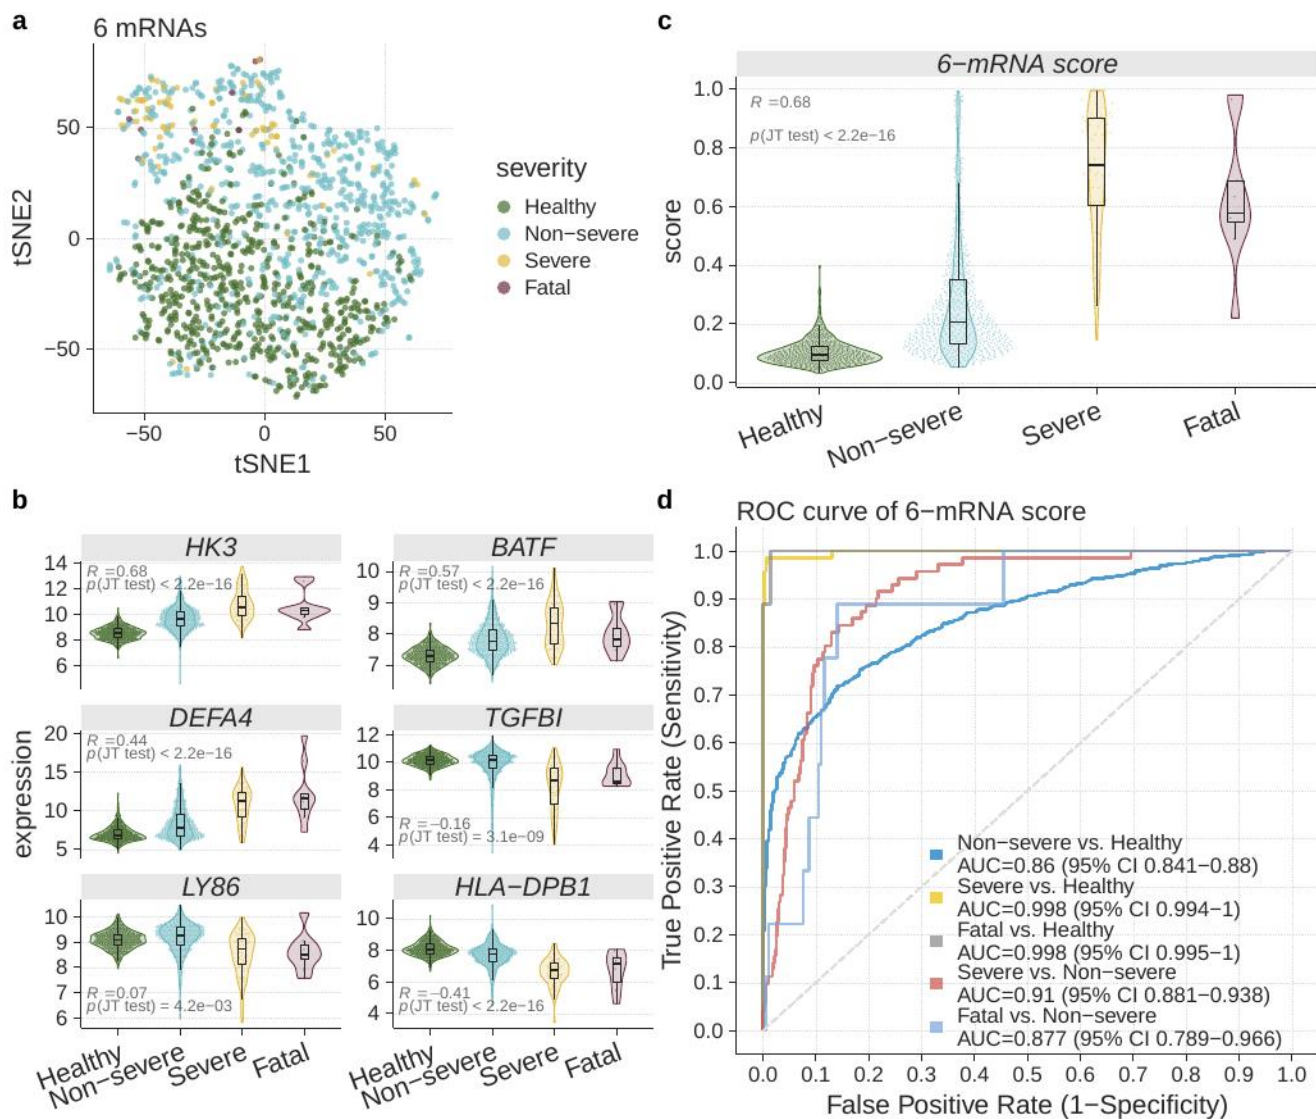 a
6 mRNAs
tSNE2
50
0
−50
−50
0
50
tSNE1
severity
Healthy
Non−severe
Severe
Fatal
b
expression
HK3
R =0.68
p(JT test) < 2.2e−16
14
12
10
8
6
BATF
R =0.57
p(JT test) < 2.2e−16
10
9
8
7
DEFA4
R =0.44
p(JT test) < 2.2e−16
20
15
10
5
TGFBI
R =−0.16
p(JT test) = 3.1e−09
12
10
8
6
4
LY86
R =0.07
p(JT test) = 4.2e−03
10
9
8
7
6
HLA−DPB1
R =−0.41
p(JT test) < 2.2e−16
10
8
6
4
Healthy
Non−severe
Severe
Fatal
Healthy
Non−severe
Severe
Fatal
c
6−mRNA score
R =0.68
p(JT test) < 2.2e−16
score
1.0
0.8
0.6
0.4
0.2
0.0
Healthy
Non−severe
Severe
Fatal
d
ROC curve of 6−mRNA score
True Positive Rate (Sensitivity)
1.0
0.9
0.8
0.7
0.6
0.5
0.4
0.3
0.2
0.1
0.0
Non−severe vs. Healthy
AUC=0.86 (95% CI 0.841−0.88)
Severe vs. Healthy
AUC=0.998 (95% CI 0.994−1)
Fatal vs. Healthy
AUC=0.998 (95% CI 0.995−1)
Severe vs. Non−severe
AUC=0.91 (95% CI 0.881−0.938)
Fatal vs. Non−severe
AUC=0.877 (95% CI 0.789−0.966)
0.0 0.1 0.2 0.3 0.4 0.5 0.6 0.7 0.8 0.9 1.0
False Positive Rate (1−Specificity)